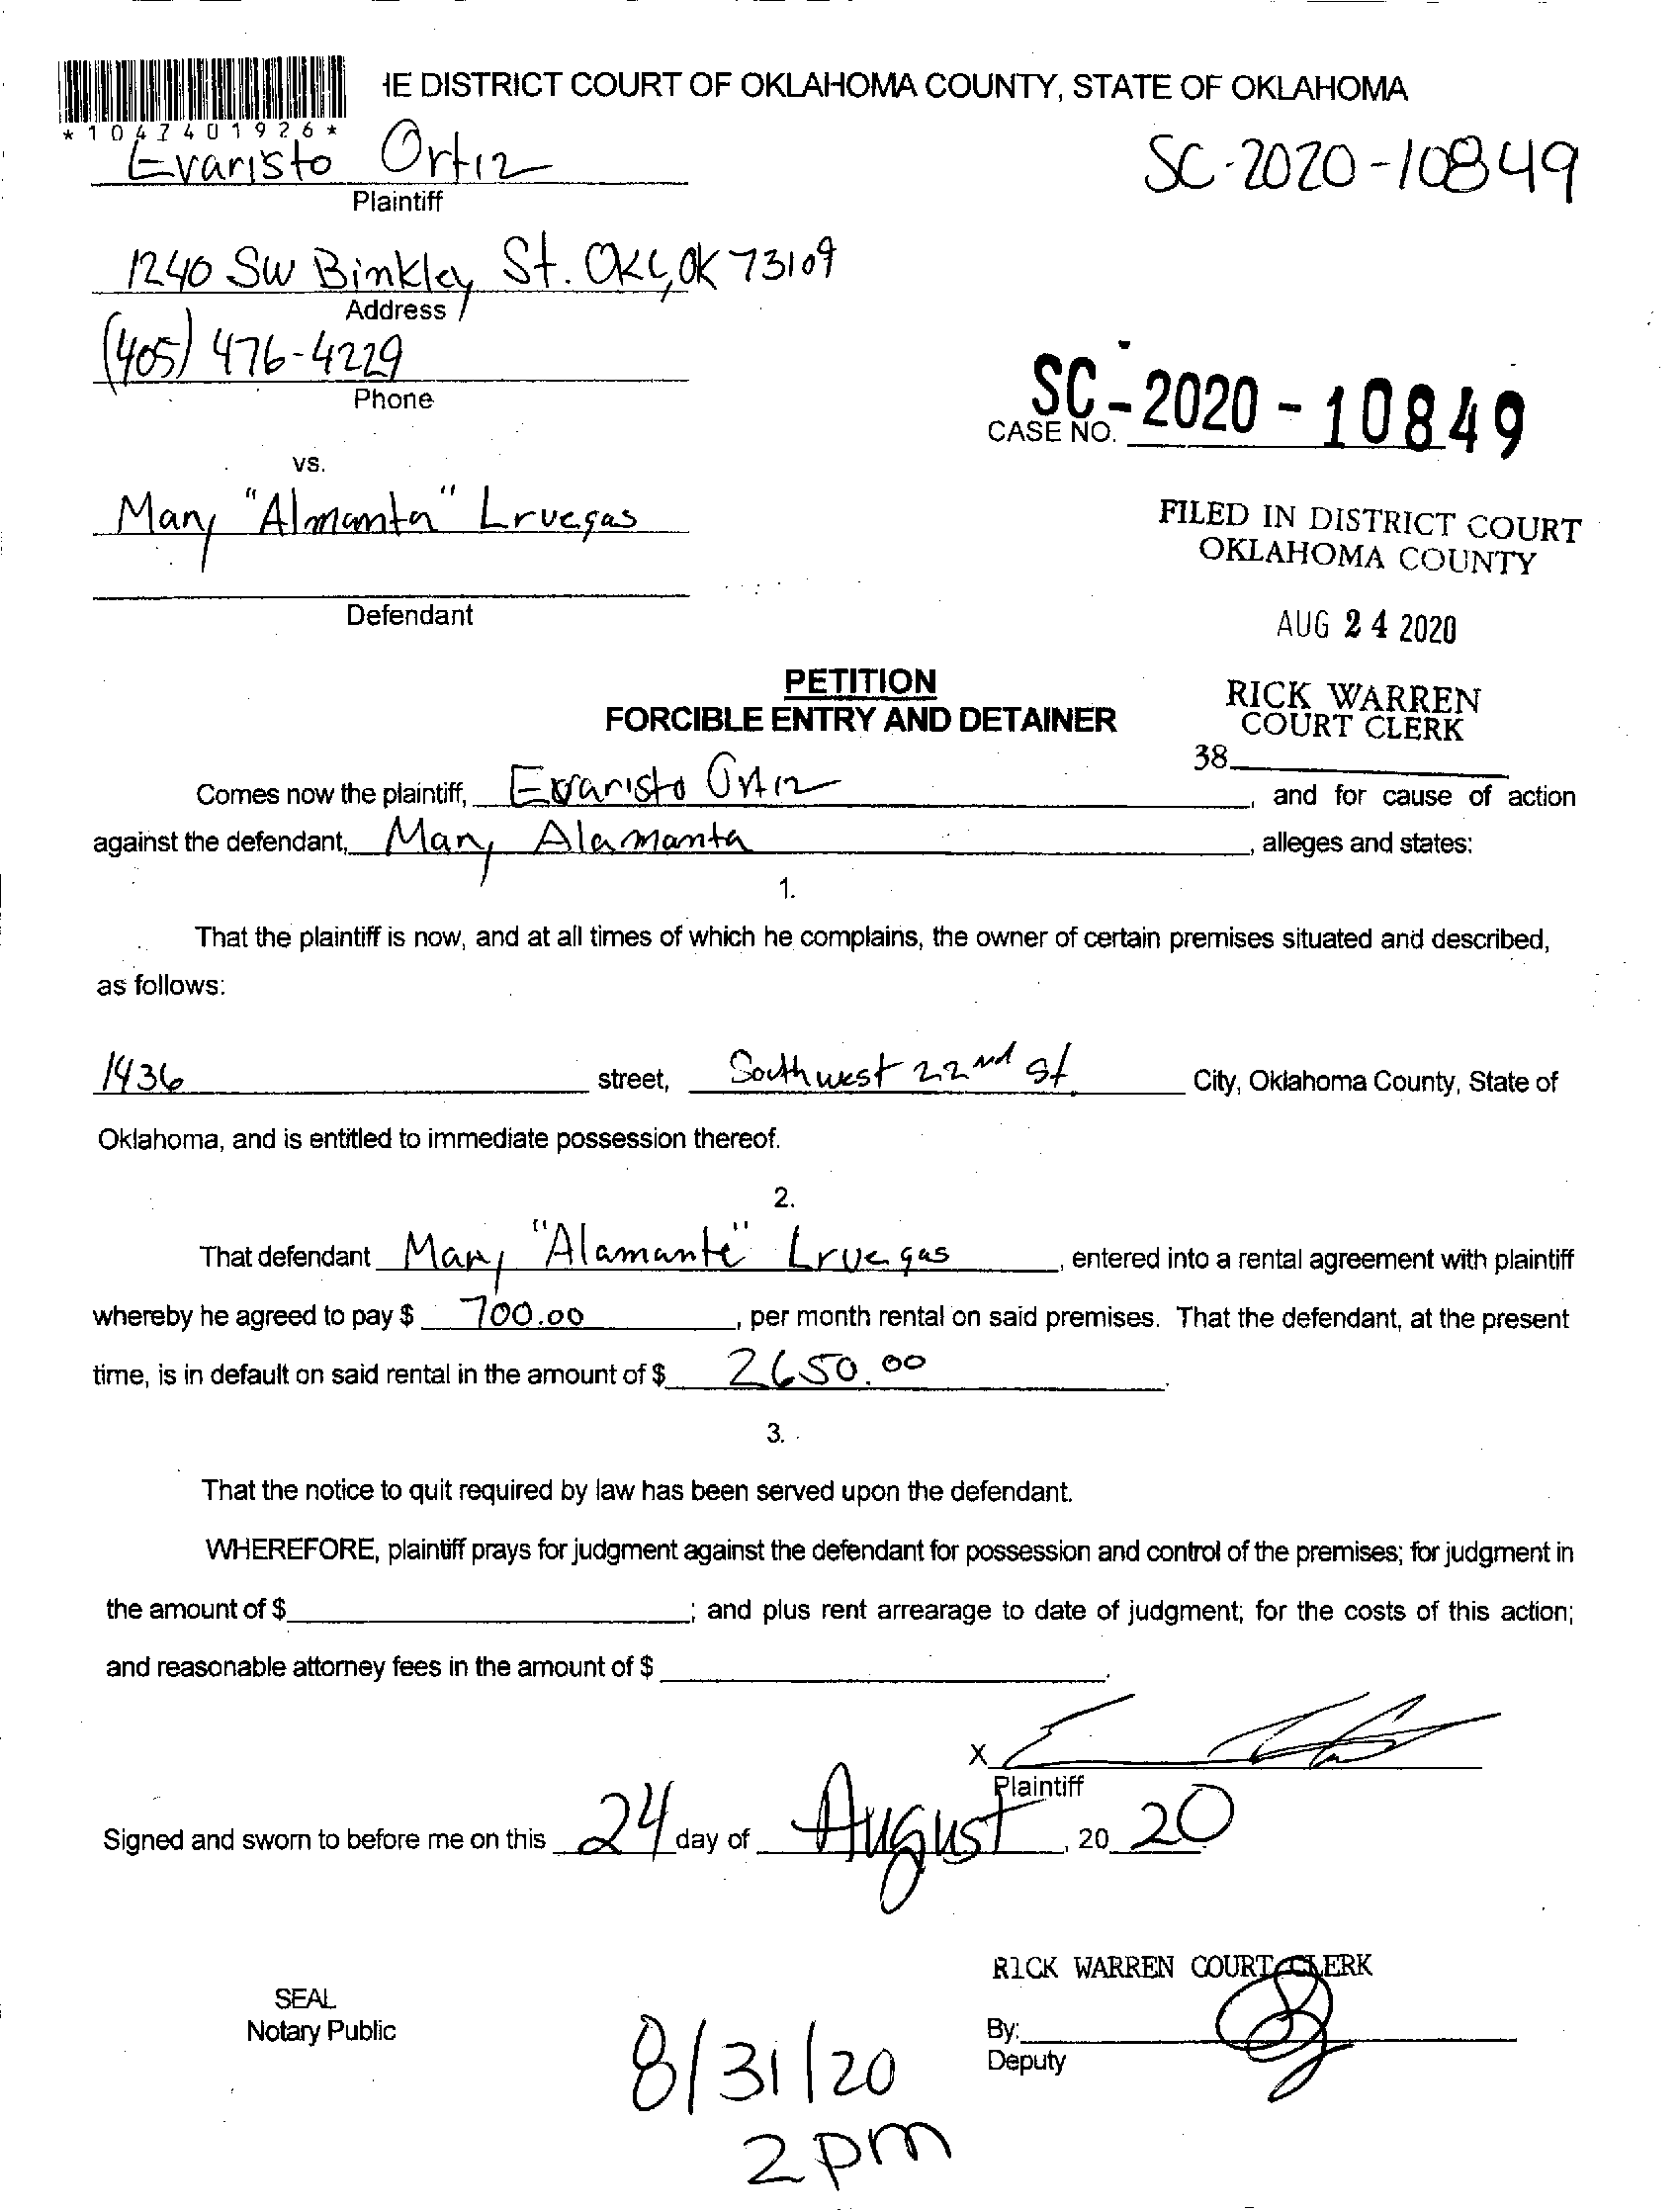 HE DISTRICT COURT OF OKLAHOMA COUNTY, STATE OF OKLAHOMA
*1047401926*
Evaristo Ortiz
SC-2020-10849
Plaintiff
1240 SW Binkley St. OKC, OK 73109
Address
(405) 476-4229
Phone
SC-2020-10849
CASE NO.
vs.
Mary "Almanta" Lruegas
FILED IN DISTRICT COURT
OKLAHOMA COUNTY
Defendant
AUG 24 2020
PETITION
FORCIBLE ENTRY AND DETAINER
RICK WARREN
COURT CLERK
38
Comes now the plaintiff, Evaristo Ortiz, and for cause of action
against the defendant, Mary Alamanta, alleges and states:
1.
That the plaintiff is now, and at all times of which he complains, the owner of certain premises situated and described,
as follows:
1436 street, Southwest 22nd St City, Oklahoma County, State of
Oklahoma, and is entitled to immediate possession thereof.
2.
That defendant Mary "Alamante" Lruegas, entered into a rental agreement with plaintiff
whereby he agreed to pay $ 700.00, per month rental on said premises. That the defendant, at the present
time, is in default on said rental in the amount of $ 2650.00.
3.
That the notice to quit required by law has been served upon the defendant.
WHEREFORE, plaintiff prays for judgment against the defendant for possession and control of the premises; for judgment in
the amount of $; and plus rent arrearage to date of judgment; for the costs of this action;
and reasonable attorney fees in the amount of $.
X
Plaintiff
Signed and sworn to before me on this 24 day of August, 20 20
RICK WARREN COURT CLERK
SEAL
Notary Public
By:
Deputy
8/31/20
2pm